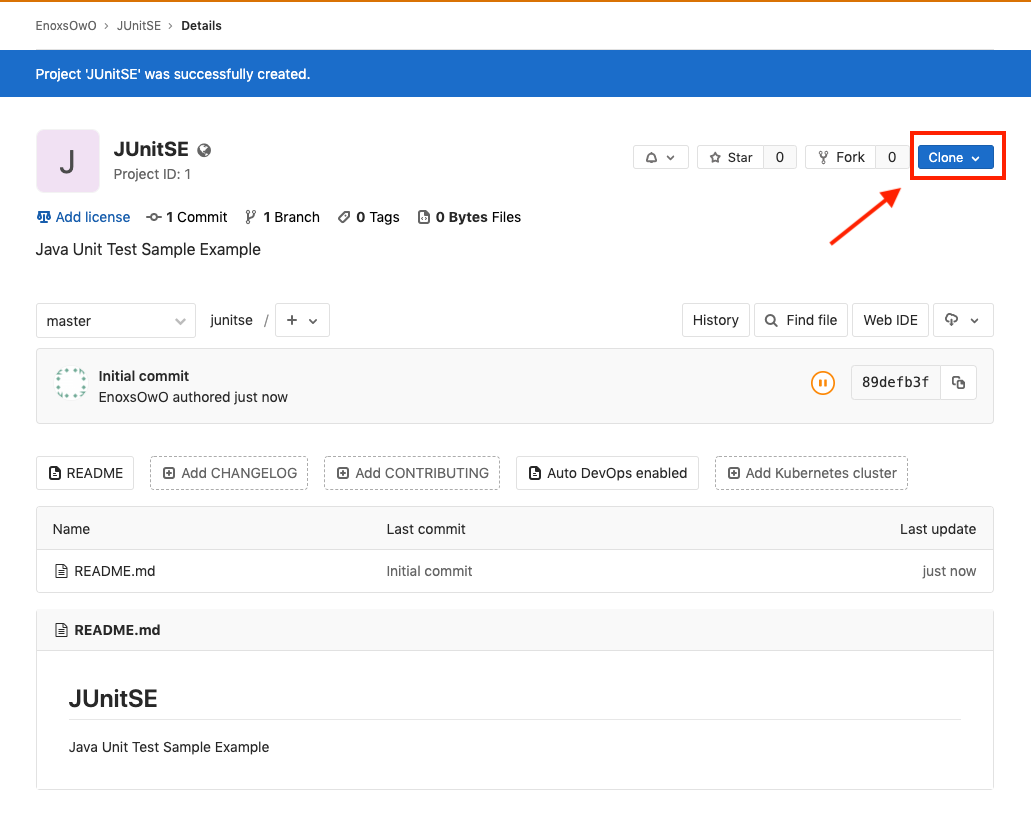 EnoxsOwO › JUnitSE › Details
Project 'JUnitSE' was successfully created.
J
JUnitSE
Project ID: 1
Star 0
Fork 0
Clone
Add license 1 Commit 1 Branch 0 Tags 0 Bytes Files
Java Unit Test Sample Example
master
junitse /
+
History
Find file
Web IDE
Initial commit
EnoxsOwO authored just now
89defb3f
README
Add CHANGELOG
Add CONTRIBUTING
Auto DevOps enabled
Add Kubernetes cluster
Name Last commit Last update
README.md Initial commit just now
README.md
JUnitSE
Java Unit Test Sample Example